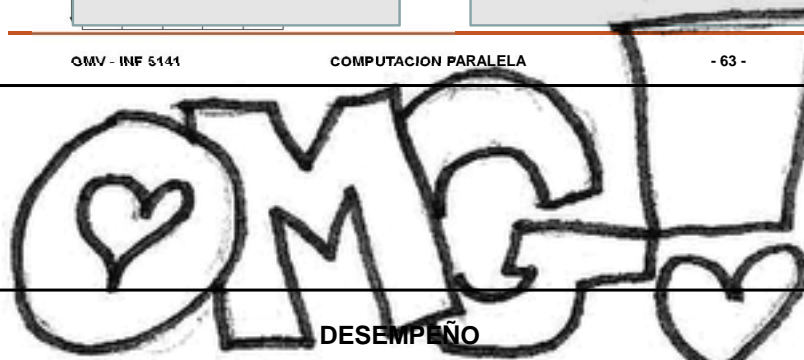 OMV - INF 5141 COMPUTACION PARALELA - 63 -
OMG!
DESEMPEÑO